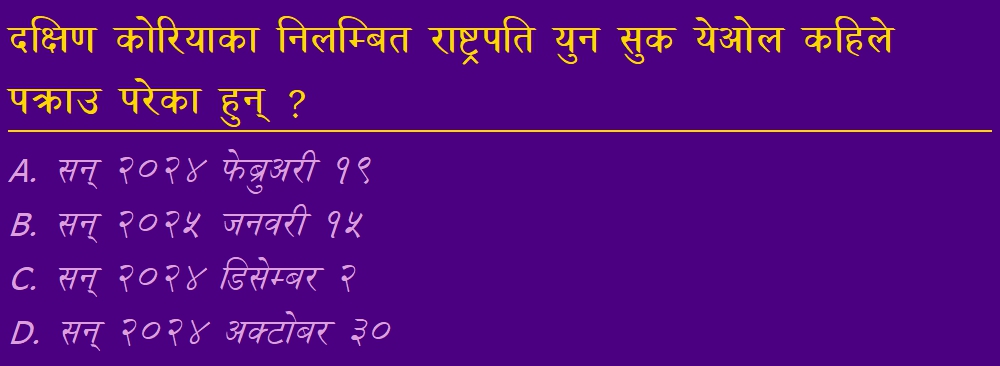 दक्षिण कोरियाका निलम्बित राष्ट्रपति युन सुक येओल कहिले
पक्राउ परेका हुन् ?
A. सन् २०२४ फेब्रुअरी १९
B. सन् २०२५ जनवरी १५
C. सन् २०२४ डिसेम्बर २
D. सन् २०२४ अक्टोबर ३०